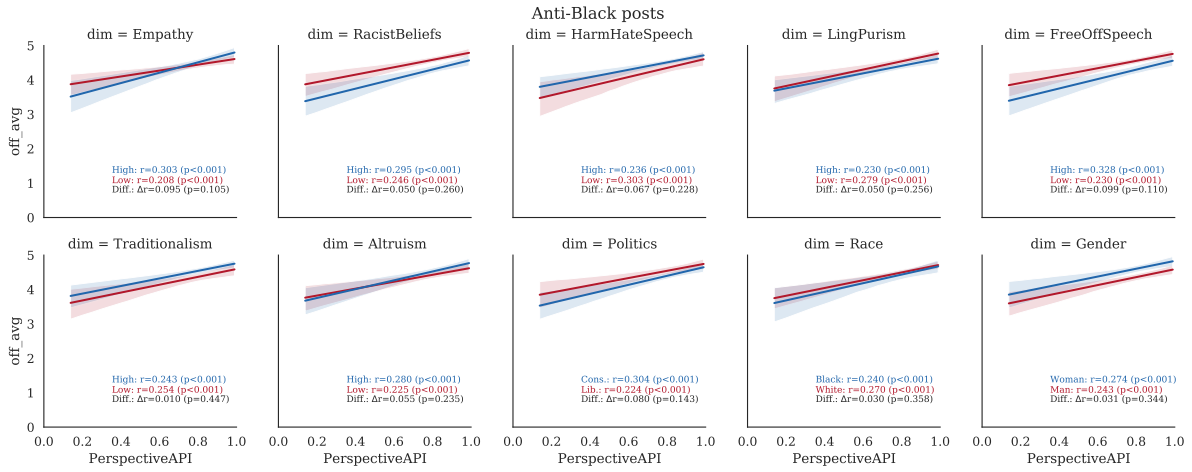 Anti-Black posts
dim = Empathy
dim = RacistBeliefs
dim = HarmHateSpeech
dim = LingPurism
dim = FreeOffSpeech
off_avg
5
4
3
2
1
0
High: r=0.303 (p<0.001)
Low: r=0.208 (p<0.001)
Diff.: Δr=0.095 (p=0.105)
High: r=0.295 (p<0.001)
Low: r=0.246 (p<0.001)
Diff.: Δr=0.050 (p=0.260)
High: r=0.236 (p<0.001)
Low: r=0.303 (p<0.001)
Diff.: Δr=0.067 (p=0.228)
High: r=0.230 (p<0.001)
Low: r=0.279 (p<0.001)
Diff.: Δr=0.050 (p=0.256)
High: r=0.328 (p<0.001)
Low: r=0.230 (p<0.001)
Diff.: Δr=0.099 (p=0.110)
dim = Traditionalism
dim = Altruism
dim = Politics
dim = Race
dim = Gender
off_avg
5
4
3
2
1
0
High: r=0.243 (p<0.001)
Low: r=0.254 (p<0.001)
Diff.: Δr=0.010 (p=0.447)
High: r=0.280 (p<0.001)
Low: r=0.225 (p<0.001)
Diff.: Δr=0.055 (p=0.235)
Cons.: r=0.304 (p<0.001)
Lib.: r=0.224 (p<0.001)
Diff.: Δr=0.080 (p=0.143)
Black: r=0.240 (p<0.001)
White: r=0.270 (p<0.001)
Diff.: Δr=0.030 (p=0.358)
Woman: r=0.274 (p<0.001)
Man: r=0.243 (p<0.001)
Diff.: Δr=0.031 (p=0.344)
0.0 0.2 0.4 0.6 0.8 1.0
0.0 0.2 0.4 0.6 0.8 1.0
0.0 0.2 0.4 0.6 0.8 1.0
0.0 0.2 0.4 0.6 0.8 1.0
0.0 0.2 0.4 0.6 0.8 1.0
PerspectiveAPI
PerspectiveAPI
PerspectiveAPI
PerspectiveAPI
PerspectiveAPI